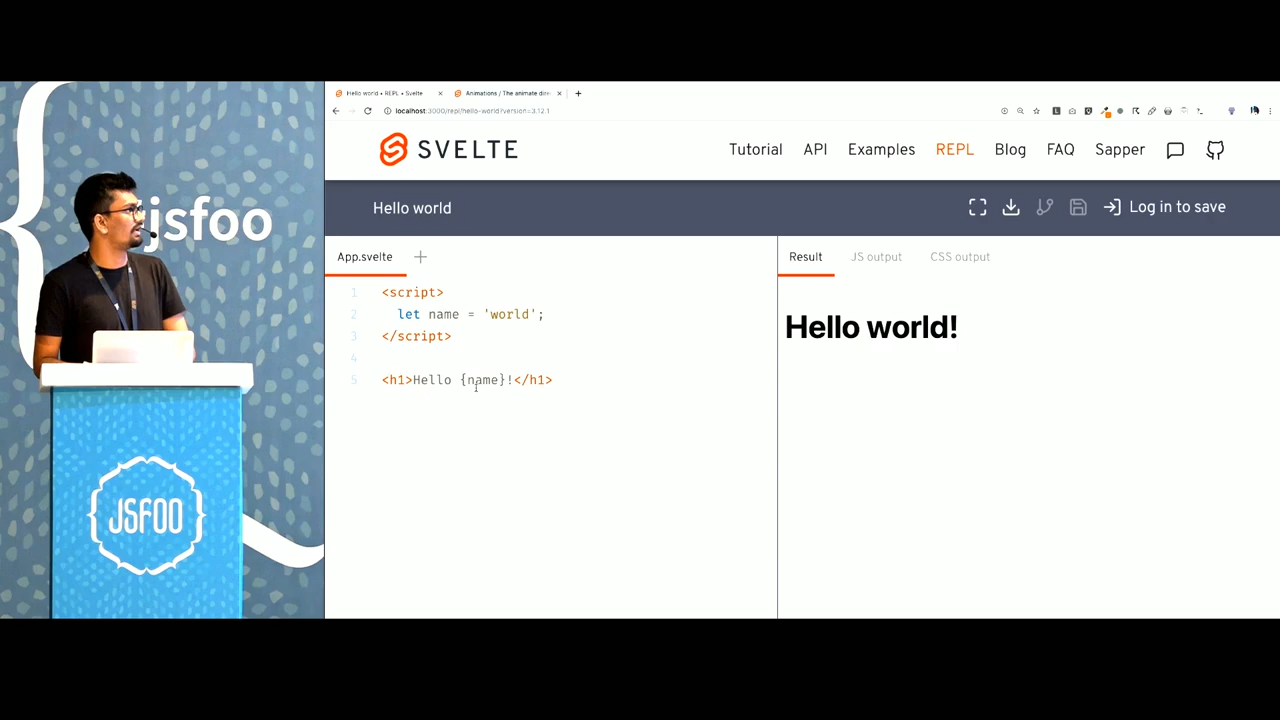 jsfoo
JSFOO
Hello world • REPL • Svelte
Animations / The animate dire
localhost:3000/repl/hello-world?version=3.12.1
SVELTE
Tutorial API Examples REPL Blog FAQ Sapper
Hello world
Log in to save
App.svelte
Result JS output CSS output
1 <script>
2 let name = 'world';
3 </script>
4
5 <h1>Hello {name}!</h1>
Hello world!